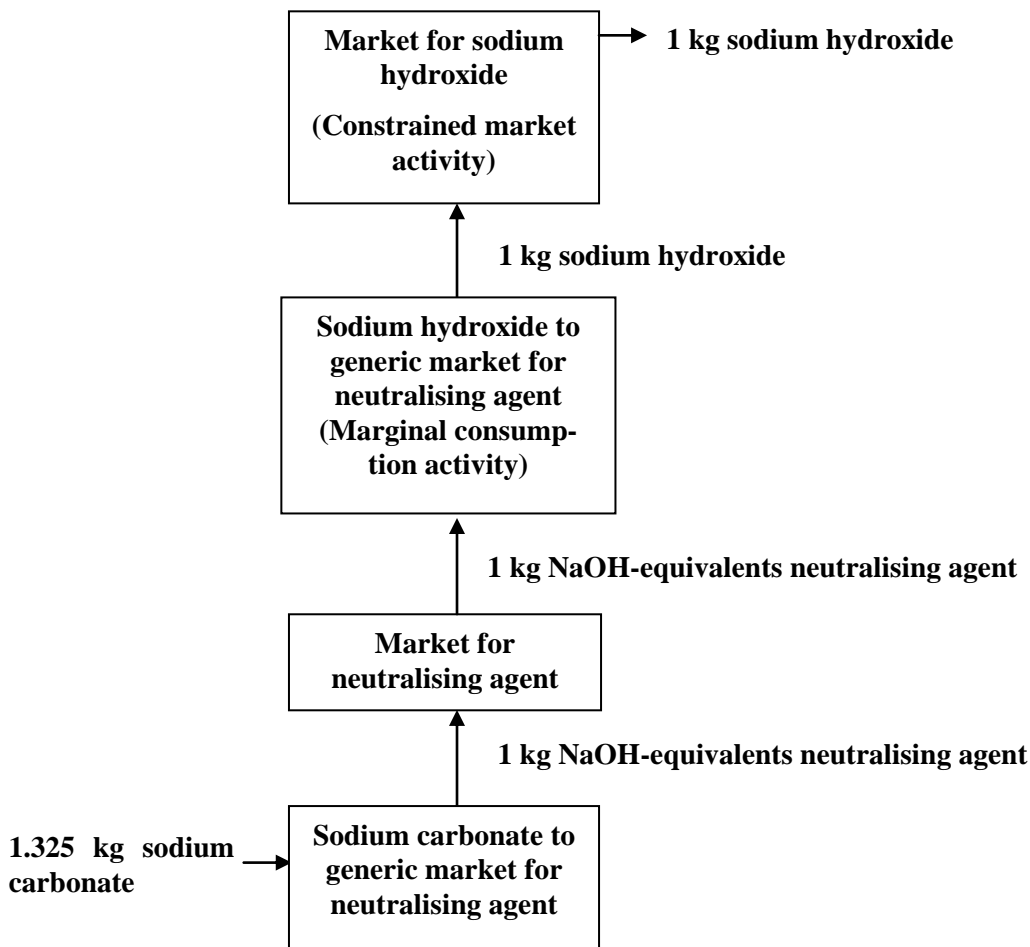 Market for sodium
hydroxide
(Constrained market
activity)
1 kg sodium hydroxide
1 kg sodium hydroxide
Sodium hydroxide to
generic market for
neutralising agent
(Marginal consump-
tion activity)
1 kg NaOH-equivalents neutralising agent
Market for
neutralising agent
1 kg NaOH-equivalents neutralising agent
1.325 kg sodium
carbonate
Sodium carbonate to
generic market for
neutralising agent